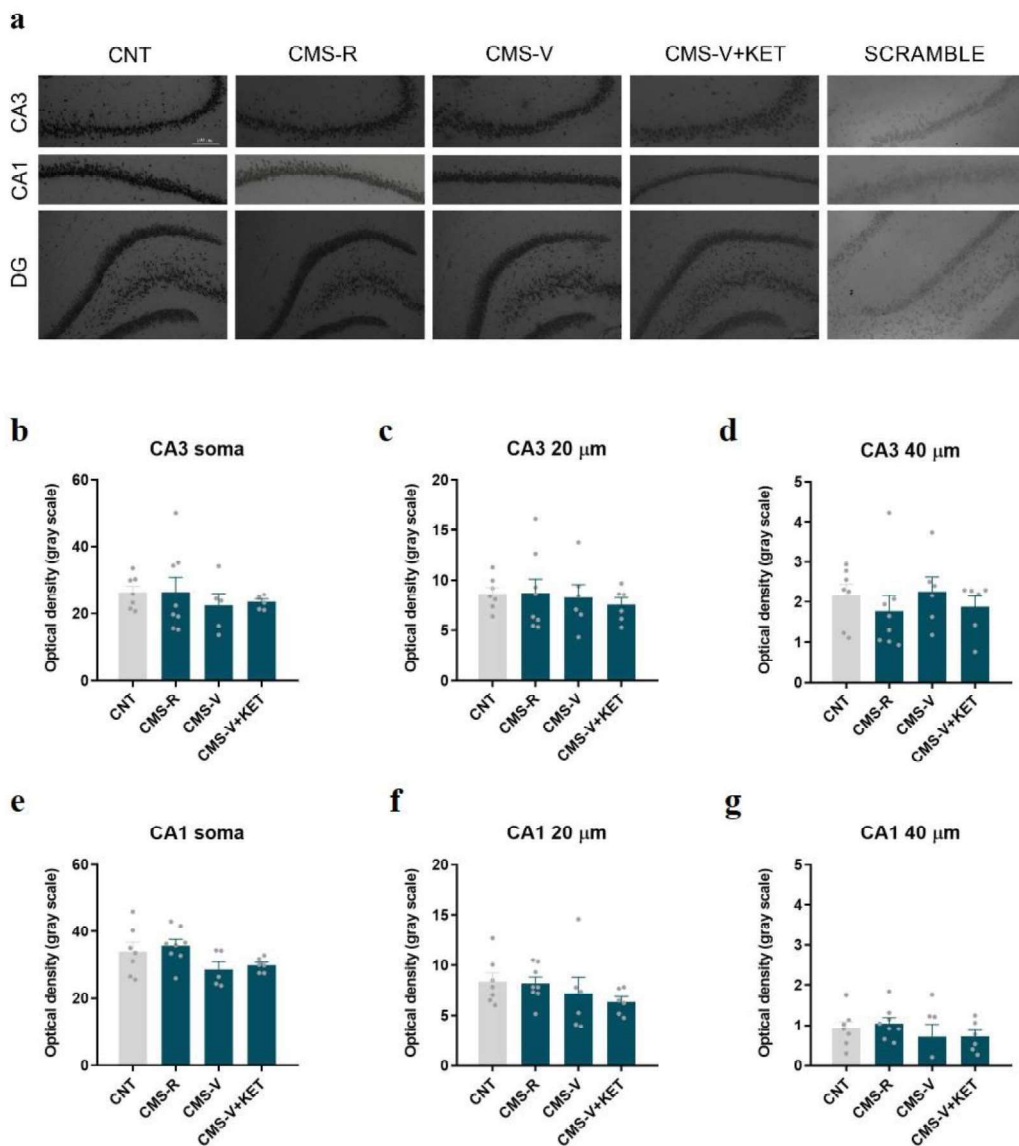 a
CNT CMS-R CMS-V CMS-V+KET SCRAMBLE
CA3
CA1
DG
b
CA3 soma
Optical density (gray scale)
60
40
20
0
CNT
CMS-R
CMS-V
CMS-V+KET
c
CA3 20 μm
Optical density (gray scale)
20
15
10
5
0
CNT
CMS-R
CMS-V
CMS-V+KET
d
CA3 40 μm
Optical density (gray scale)
5
4
3
2
1
0
CNT
CMS-R
CMS-V
CMS-V+KET
e
CA1 soma
Optical density (gray scale)
60
40
20
0
CNT
CMS-R
CMS-V
CMS-V+KET
f
CA1 20 μm
Optical density (gray scale)
20
15
10
5
0
CNT
CMS-R
CMS-V
CMS-V+KET
g
CA1 40 μm
Optical density (gray scale)
5
4
3
2
1
0
CNT
CMS-R
CMS-V
CMS-V+KET